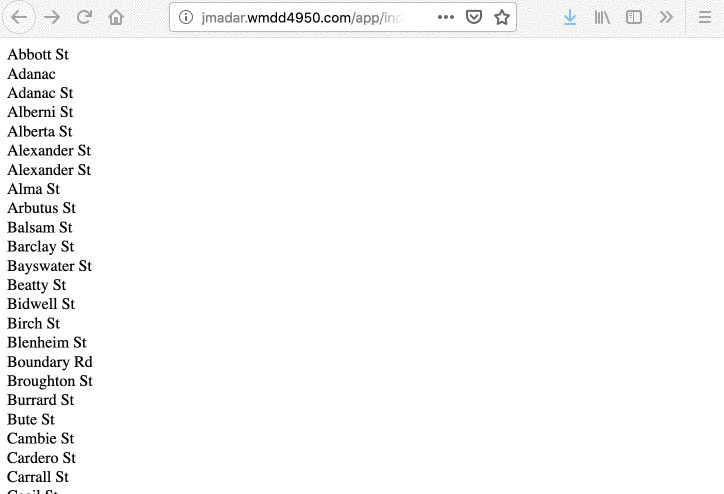 jmadar.wmdd4950.com/app/ind
Abbott St
Adanac
Adanac St
Alberni St
Alberta St
Alexander St
Alexander St
Alma St
Arbutus St
Balsam St
Barclay St
Bayswater St
Beatty St
Bidwell St
Birch St
Blenheim St
Boundary Rd
Broughton St
Burrard St
Bute St
Cambie St
Cardero St
Carrall St